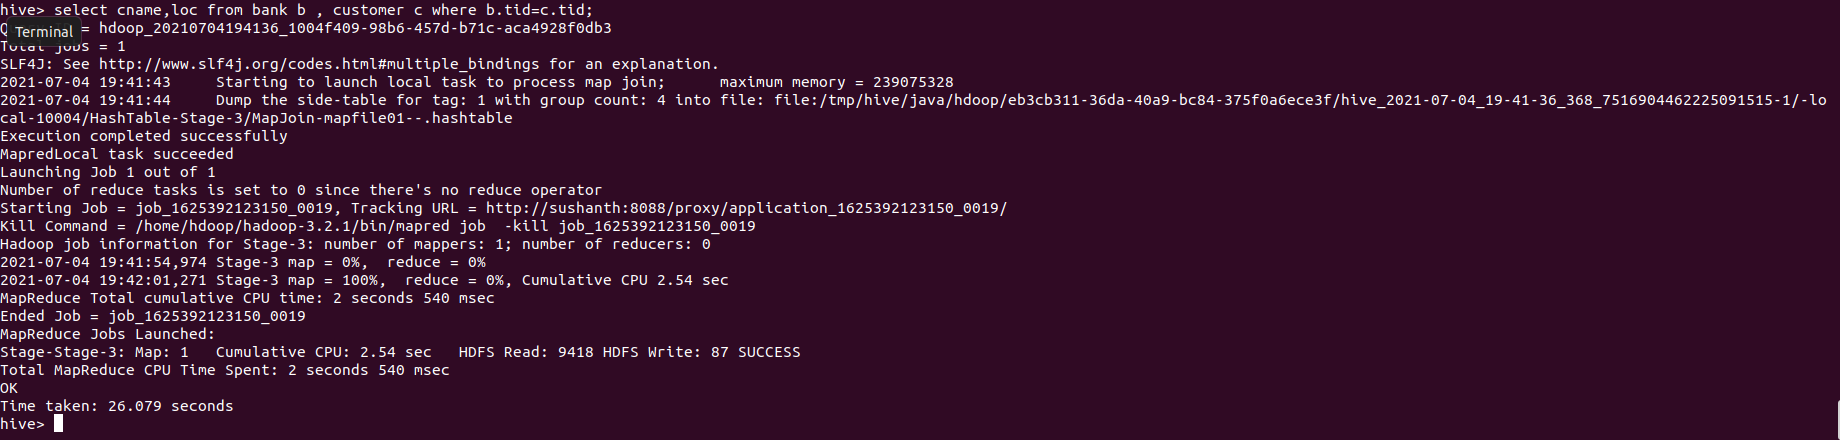 hive> select cname,loc from bank b , customer c where b.tid=c.tid;
Q = hdoop_20210704194136_1004f409-98b6-457d-b71c-aca4928f0db3
Terminal
Total jobs = 1
SLF4J: See http://www.slf4j.org/codes.html#multiple_bindings for an explanation.
2021-07-04 19:41:43     Starting to launch local task to process map join;      maximum memory = 239075328
2021-07-04 19:41:44     Dump the side-table for tag: 1 with group count: 4 into file: file:/tmp/hive/java/hdoop/eb3cb311-36da-40a9-bc84-375f0a6ece3f/hive_2021-07-04_19-41-36_368_7516904462225091515-1/-lo
cal-10004/HashTable-Stage-3/MapJoin-mapfile01--.hashtable
Execution completed successfully
MapredLocal task succeeded
Launching Job 1 out of 1
Number of reduce tasks is set to 0 since there's no reduce operator
Starting Job = job_1625392123150_0019, Tracking URL = http://sushanth:8088/proxy/application_1625392123150_0019/
Kill Command = /home/hdoop/hadoop-3.2.1/bin/mapred job  -kill job_1625392123150_0019
Hadoop job information for Stage-3: number of mappers: 1; number of reducers: 0
2021-07-04 19:41:54,974 Stage-3 map = 0%,  reduce = 0%
2021-07-04 19:42:01,271 Stage-3 map = 100%,  reduce = 0%, Cumulative CPU 2.54 sec
MapReduce Total cumulative CPU time: 2 seconds 540 msec
Ended Job = job_1625392123150_0019
MapReduce Jobs Launched:
Stage-Stage-3: Map: 1   Cumulative CPU: 2.54 sec   HDFS Read: 9418 HDFS Write: 87 SUCCESS
Total MapReduce CPU Time Spent: 2 seconds 540 msec
OK
Time taken: 26.079 seconds
hive>